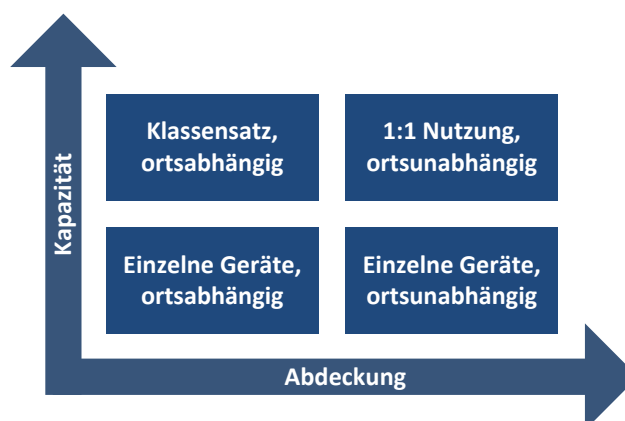 Kapazität
Klassensatz,
ortsabhängig
1:1 Nutzung,
ortsunabhängig
Einzelne Geräte,
ortsabhängig
Einzelne Geräte,
ortsunabhängig
Abdeckung